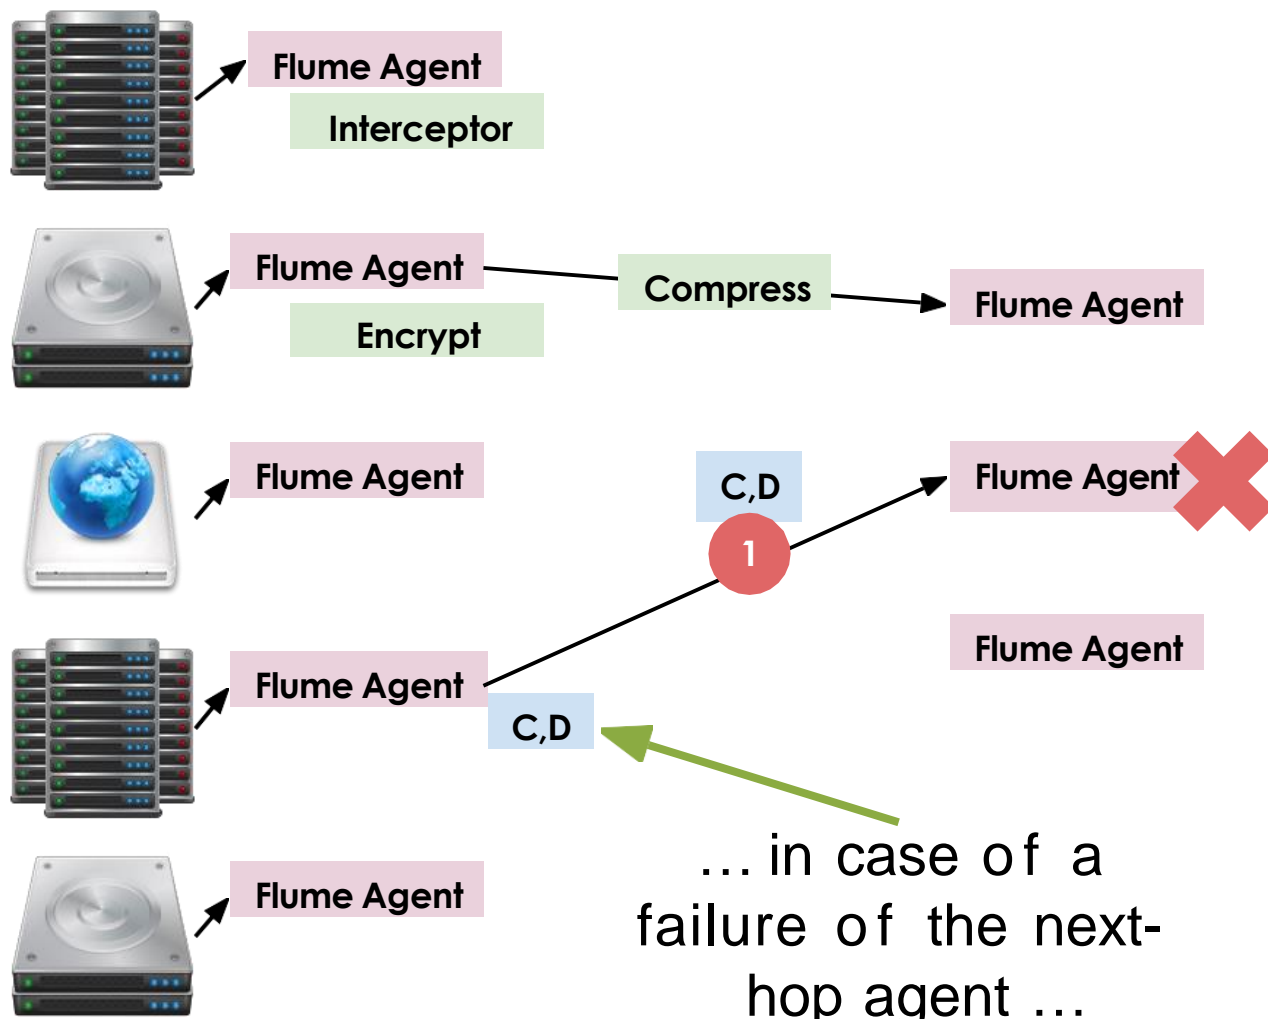 Flume Agent
Interceptor
Flume Agent
Compress
Flume Agent
Encrypt
Flume Agent
C,D
Flume Agent
1
Flume Agent
Flume Agent
C,D
Flume Agent
... in case of a
failure of the next-
hop agent ...